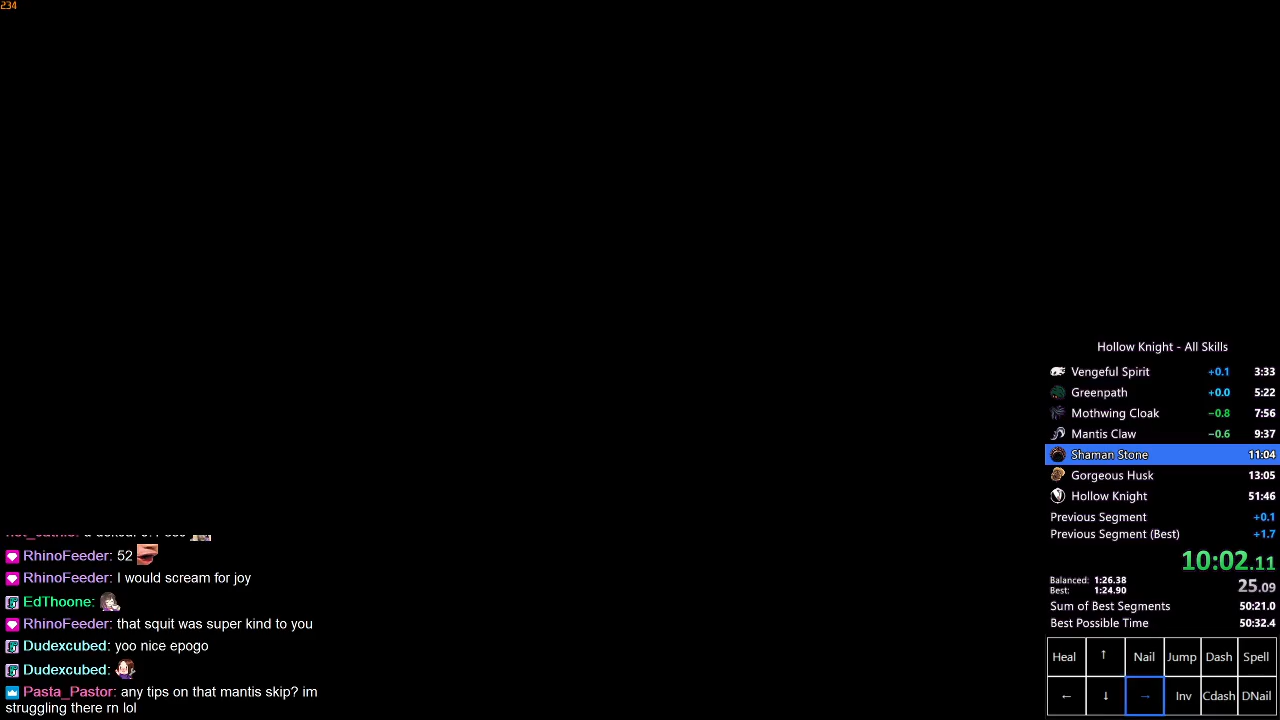 234
Hollow Knight - All Skills
Vengeful Spirit +0.1 3:33
Greenpath +0.0 5:22
Mothwing Cloak −0.8 7:56
Mantis Claw −0.6 9:37
Shaman Stone 11:04
Gorgeous Husk 13:05
Hollow Knight 51:46
Previous Segment +0.1
Previous Segment (Best) +1.7
10:02.11
Balanced: 1:26.38
Best: 1:24.90
25.09
Sum of Best Segments 50:21.0
Best Possible Time 50:32.4
Heal ↑ Nail Jump Dash Spell
← ↓ → Inv Cdash DNail
RhinoFeeder: 52
RhinoFeeder: I would scream for joy
EdThoone:
RhinoFeeder: that squit was super kind to you
Dudexcubed: yoo nice epogo
Dudexcubed:
Pasta_Pastor: any tips on that mantis skip? im
struggling there rn lol